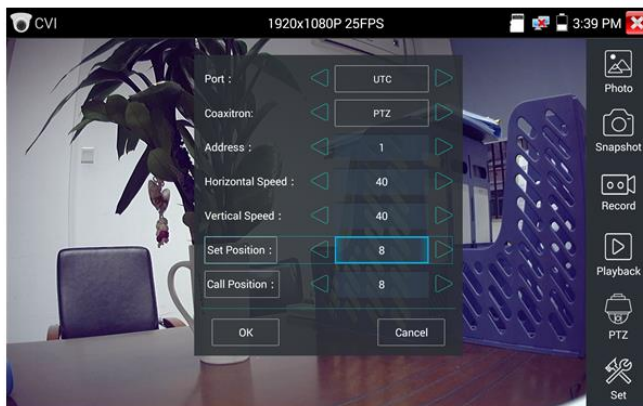 CVI 1920x1080P 25FPS 3:39 PM
Port : UTC
Coaxitron: PTZ
Address : 1
Horizontal Speed : 40
Vertical Speed : 40
Set Position : 8
Call Position : 8
OK Cancel
Photo
Snapshot
Record
Playback
PTZ
Set